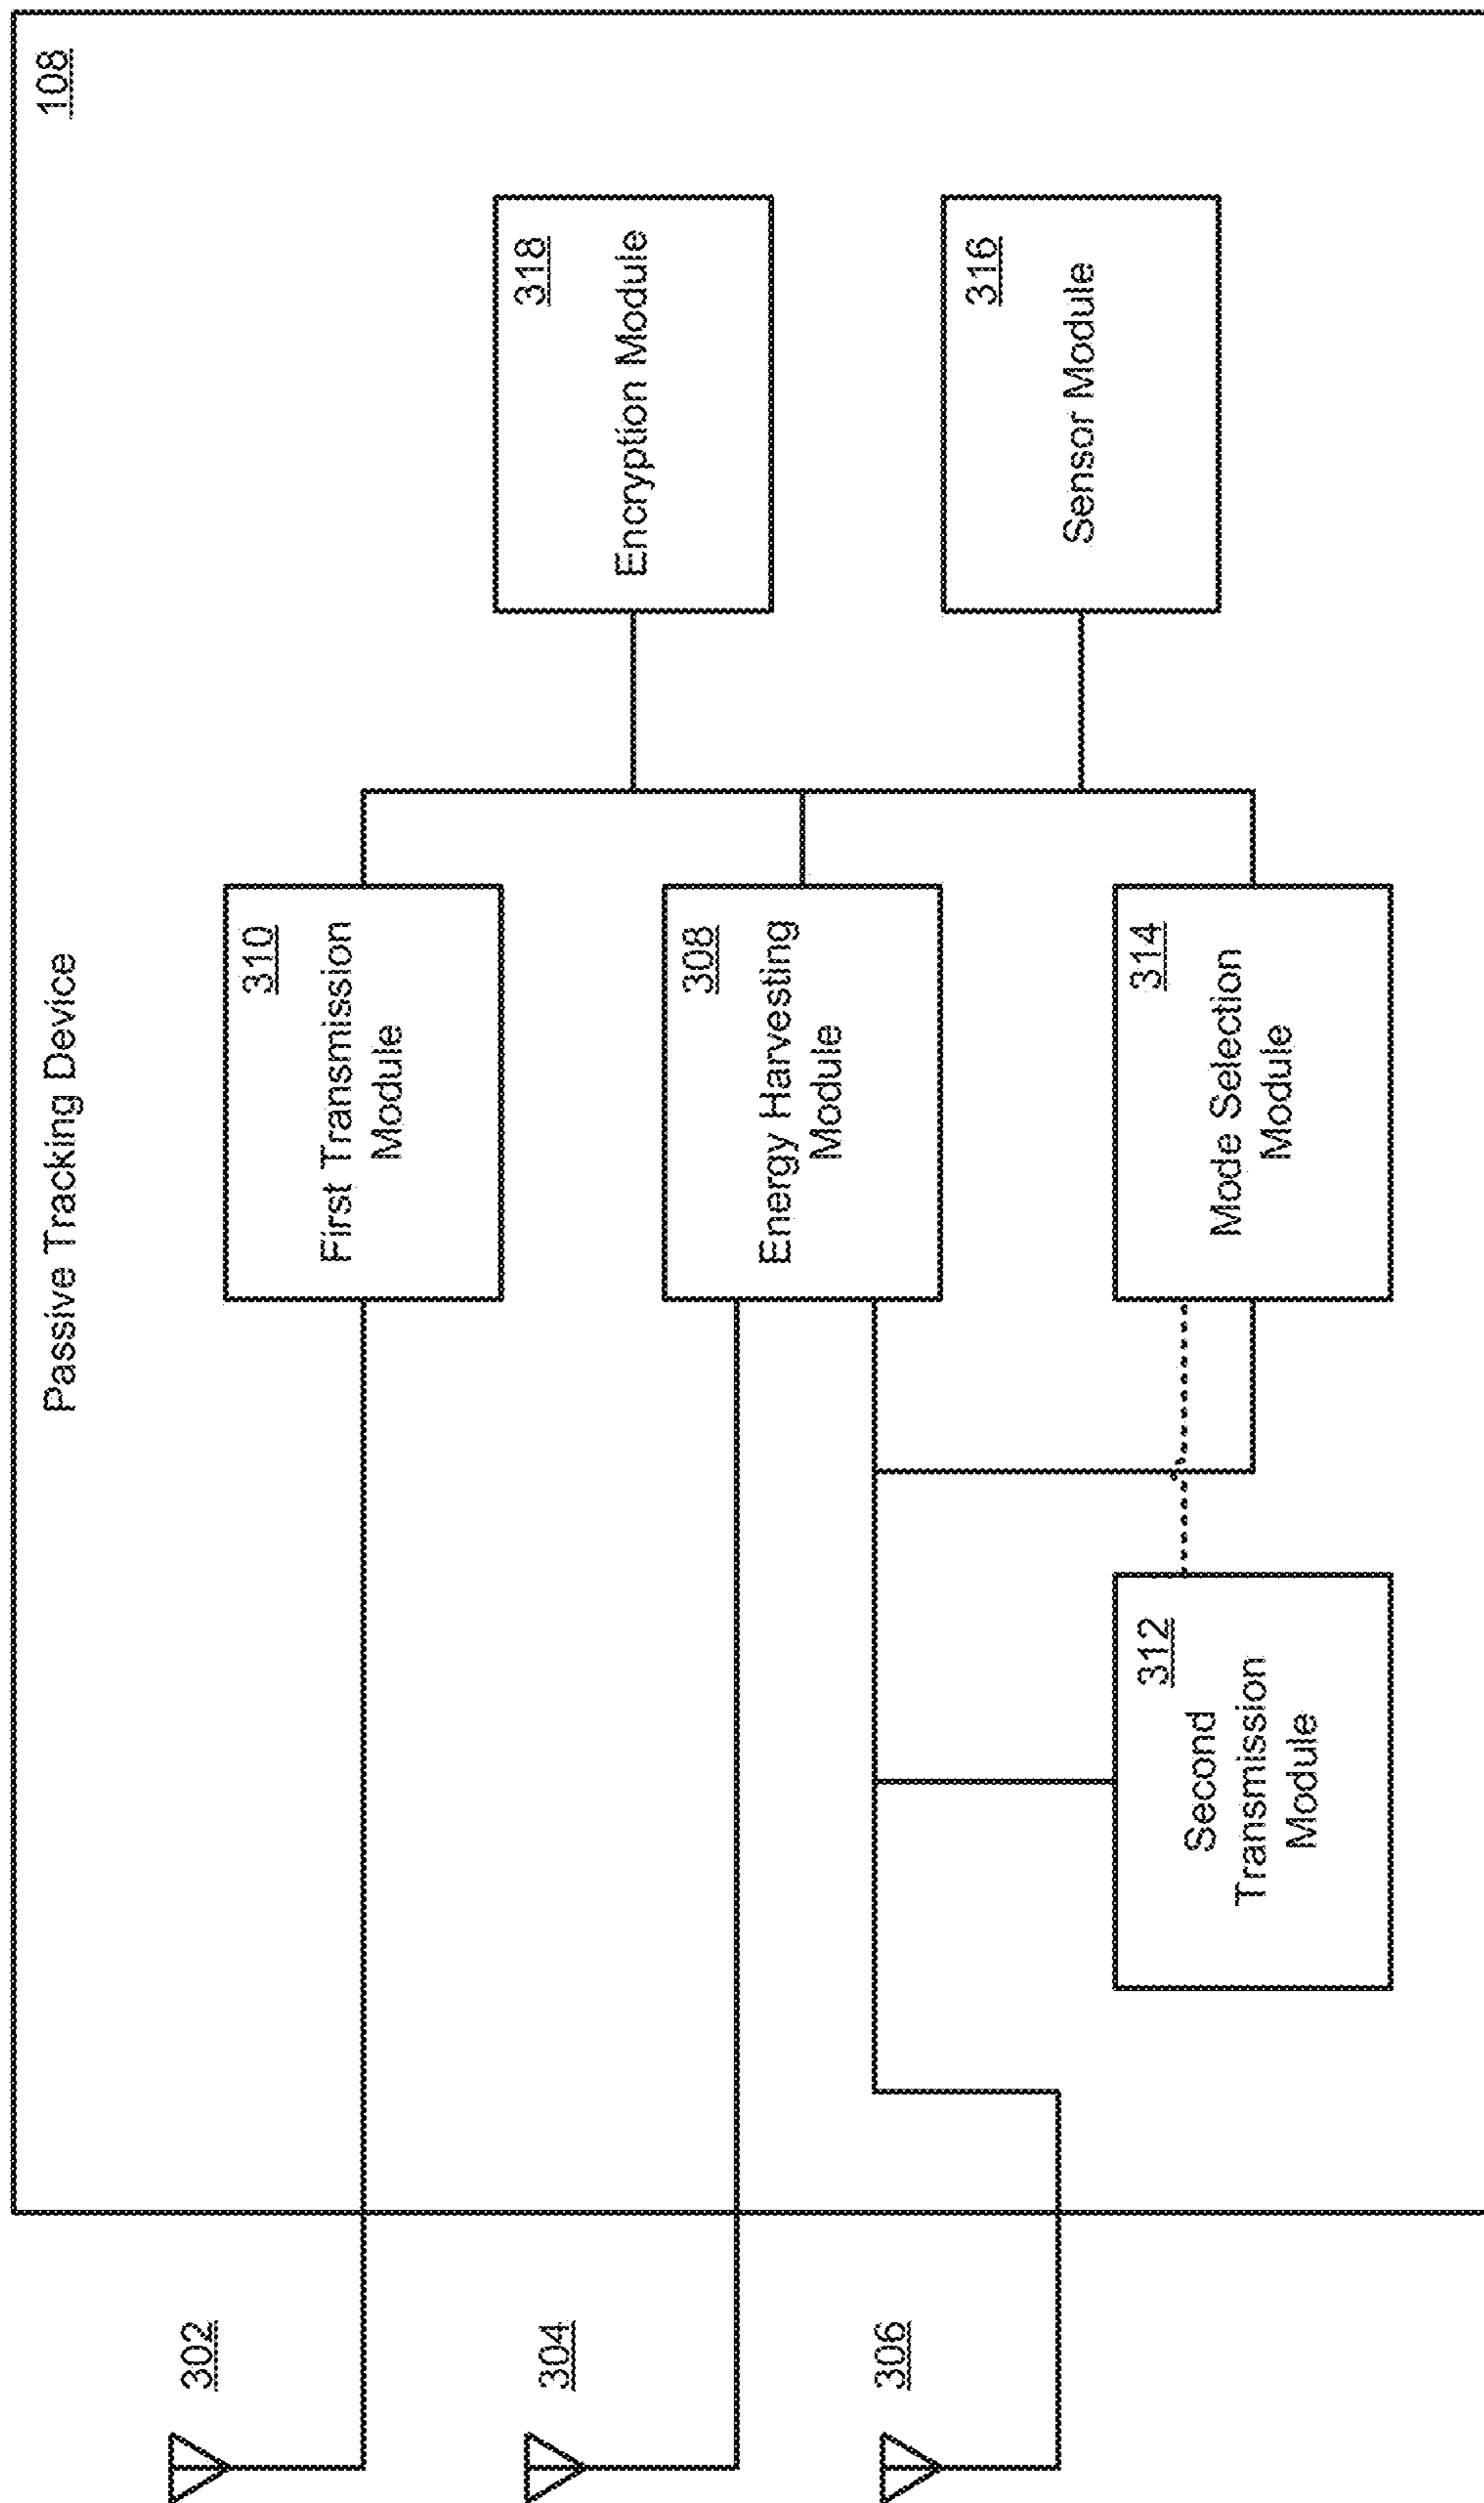 Passive Tracking Device
108
302
310
First Transmission
Module
318
Encryption Module
304
308
Energy Harvesting
Module
306
312
Second
Transmission
Module
314
Mode Selection
Module
316
Sensor Module